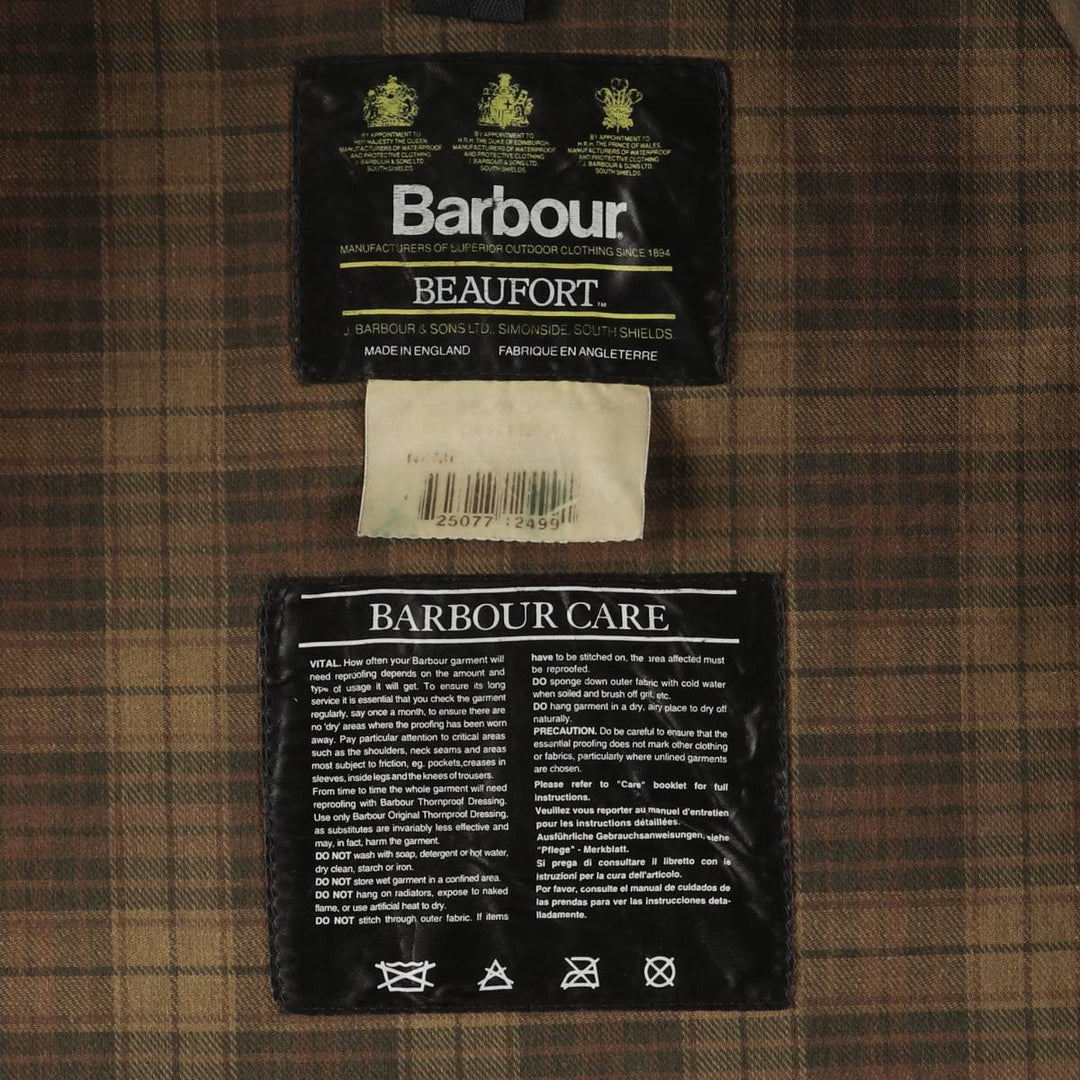 BY APPOINTMENT TO
HER MAJESTY THE QUEEN
MANUFACTURERS OF WATERPROOF
AND PROTECTIVE CLOTHING
J. BARBOUR & SONS LTD.
SOUTH SHIELDS
BY APPOINTMENT TO
H.R.H. THE DUKE OF EDINBURGH
MANUFACTURERS OF WATERPROOF
AND PROTECTIVE CLOTHING
J. BARBOUR & SONS LTD.
SOUTH SHIELDS
BY APPOINTMENT TO
H.R.H. THE PRINCE OF WALES
MANUFACTURERS OF WATERPROOF
AND PROTECTIVE CLOTHING
J. BARBOUR & SONS LTD.
SOUTH SHIELDS.
Barbour
MANUFACTURERS OF SUPERIOR OUTDOOR CLOTHING SINCE 1894
BEAUFORT™
J. BARBOUR & SONS LTD., SIMONSIDE, SOUTH SHIELDS.
MADE IN ENGLAND FABRIQUE EN ANGLETERRE
25077 12499
BARBOUR CARE
VITAL. How often your Barbour garment will
need reproofing depends on the amount and
type of usage it will get. To ensure its long
service it is essential that you check the garment
regularly, say once a month, to ensure there are
no 'dry' areas where the proofing has been worn
away. Pay particular attention to critical areas
such as the shoulders, neck seams and areas
most subject to friction, eg. pockets,creases in
sleeves, inside legs and the knees of trousers.
From time to time the whole garment will need
reproofing with Barbour Thornproof Dressing.
Use only Barbour Original Thornproof Dressing,
as substitutes are invariably less effective and
may, in fact, harm the garment.
DO NOT wash with soap, detergent or hot water,
dry clean, starch or iron.
DO NOT store wet garment in a confined area.
DO NOT hang on radiators, expose to naked
flame, or use artificial heat to dry.
DO NOT stitch through outer fabric. If items
have to be stitched on, the area affected must
be reproofed.
DO sponge down outer fabric with cold water
when soiled and brush off grit, etc.
DO hang garment in a dry, airy place to dry off
naturally.
PRECAUTION. Do be careful to ensure that the
essential proofing does not mark other clothing
or fabrics, particularly where unlined garments
are chosen.
Please refer to "Care" booklet for full
instructions.
Veuillez vous reporter au manuel d'entretien
pour les instructions détaillées.
Ausführliche Gebrauchsanweisungen, siehe
"Pflege" - Merkblatt.
Si prega di consultare il libretto con le
istruzioni per la cura dell'articolo.
Por favor, consulte el manual de cuidados de
las prendas para ver las instrucciones deta-
lladamente.